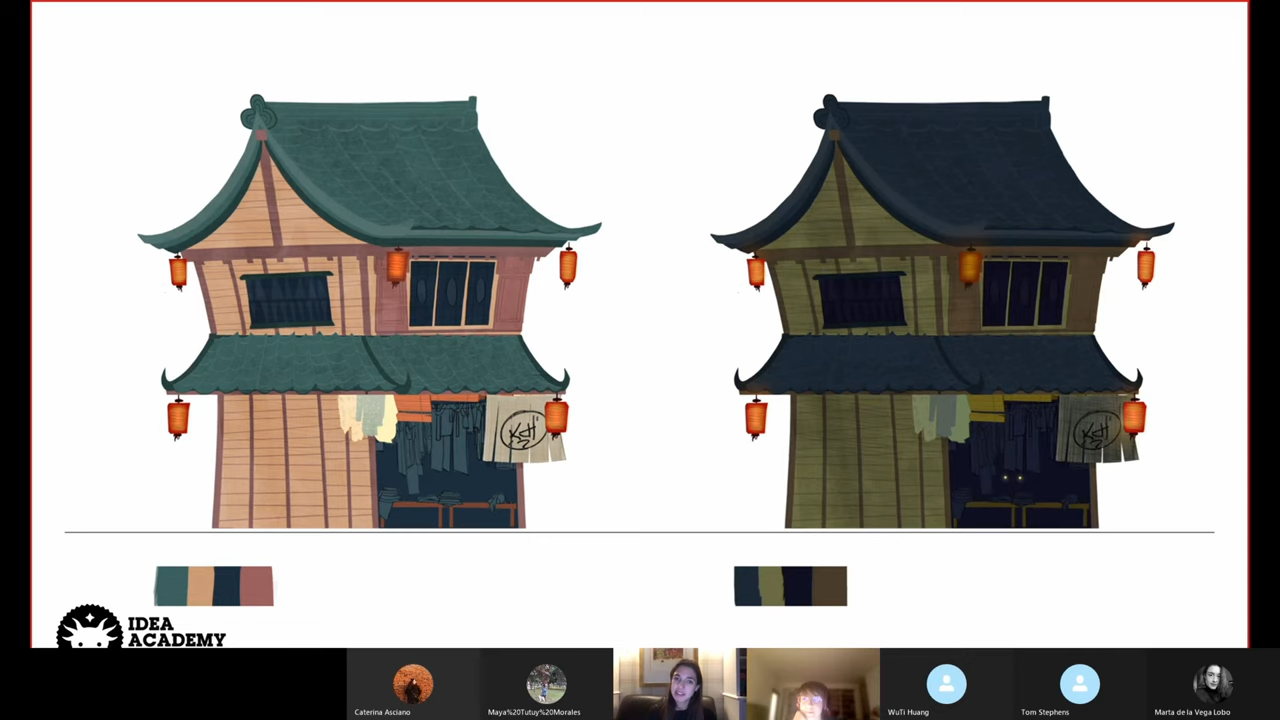 IDEA
ACADEMY
Caterina Asciano
Maya%20Tutuy%20Morales
WuTi Huang
Tom Stephens
Marta de la Vega Lobo